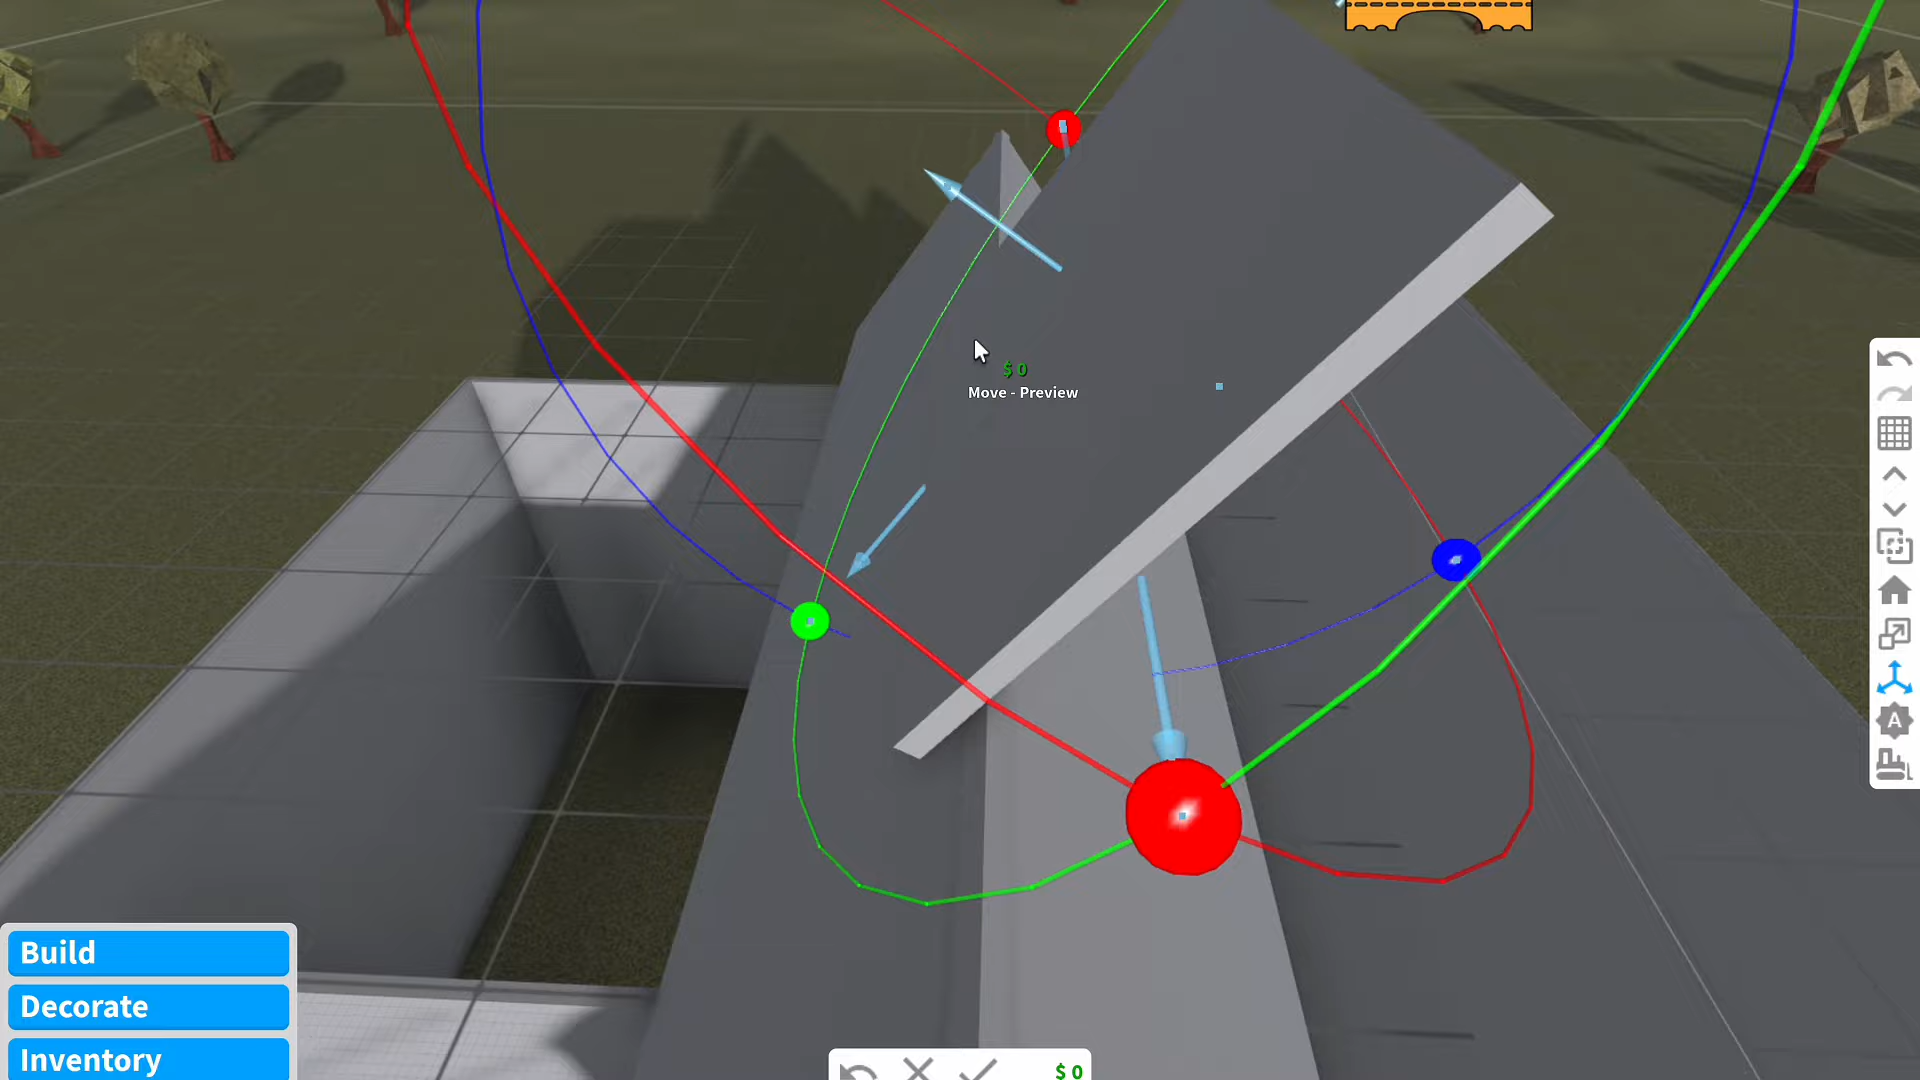 $ 0
Move - Preview
A
Build
Decorate
Inventory
$ 0